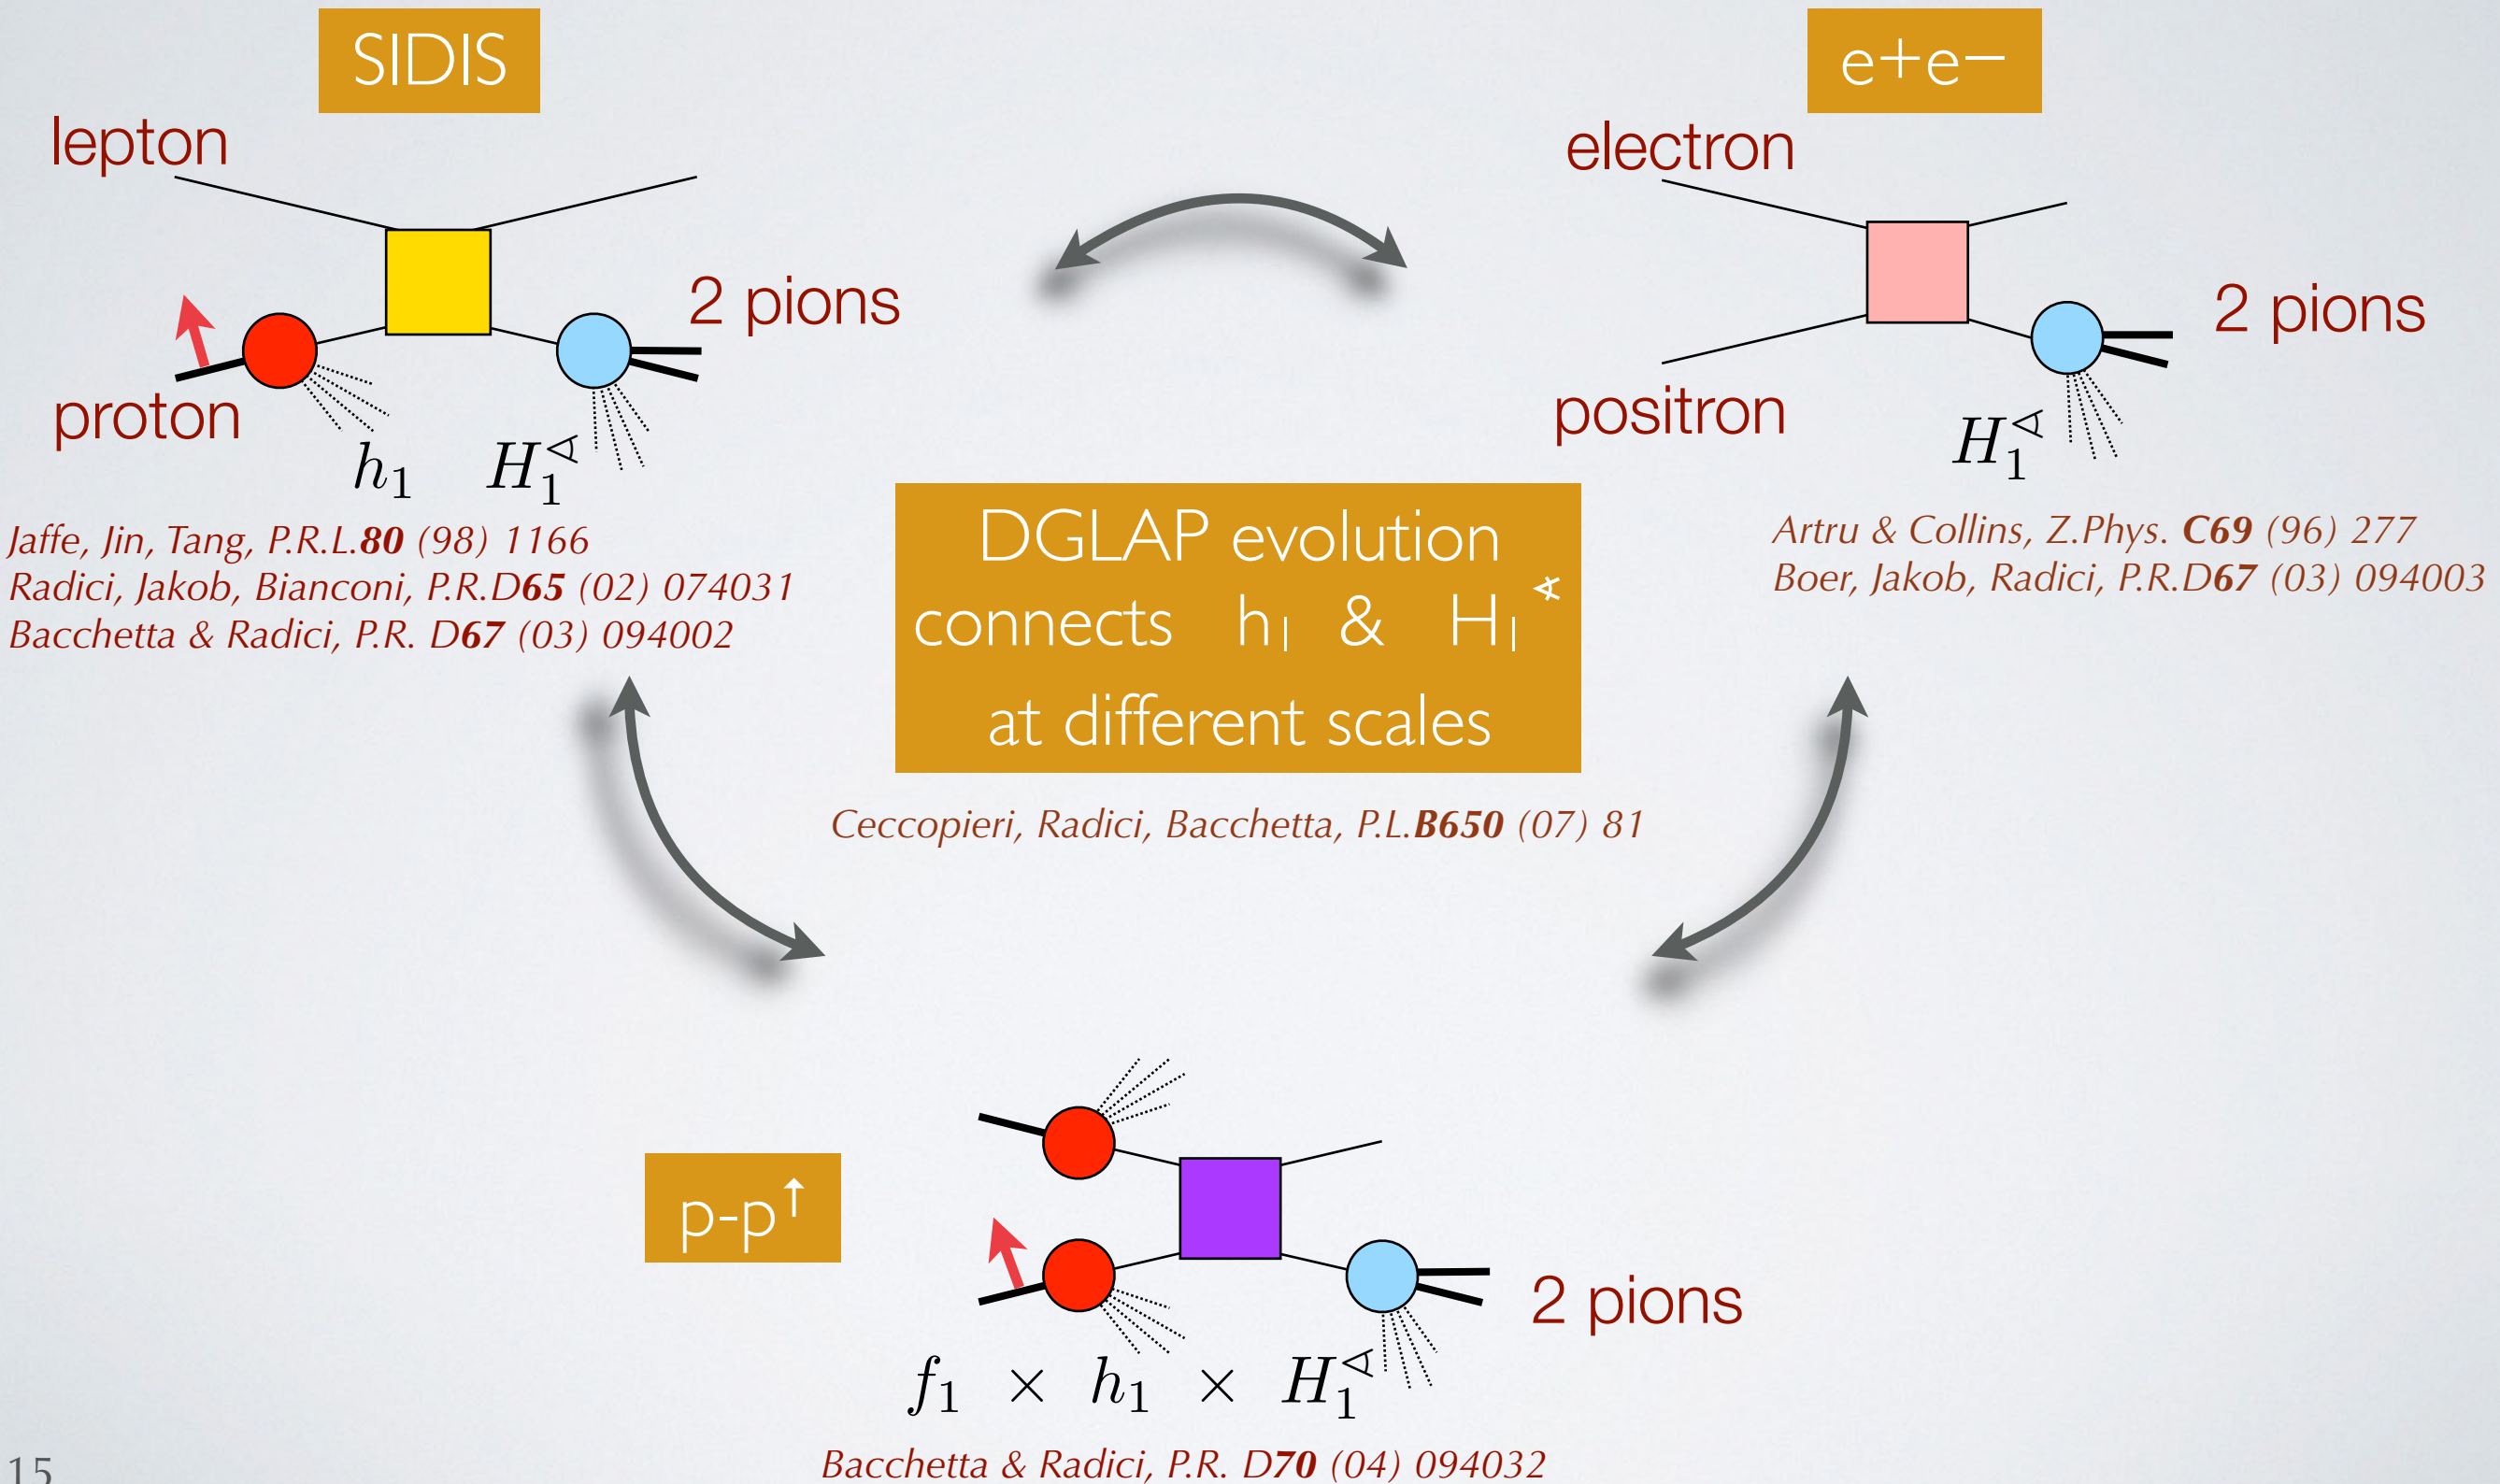 SIDIS
lepton
2 pions
proton
h₁ H₁∢
Jaffe, Jin, Tang, P.R.L.80 (98) 1166
Radici, Jakob, Bianconi, P.R.D65 (02) 074031
Bacchetta & Radici, P.R. D67 (03) 094002
e+e−
electron
2 pions
positron
H₁∢
Artru & Collins, Z.Phys. C69 (96) 277
Boer, Jakob, Radici, P.R.D67 (03) 094003
DGLAP evolution
connects h₁ & H₁∢
at different scales
Ceccopieri, Radici, Bacchetta, P.L.B650 (07) 81
p-p↑
2 pions
f₁ × h₁ × H₁∢
Bacchetta & Radici, P.R. D70 (04) 094032
15